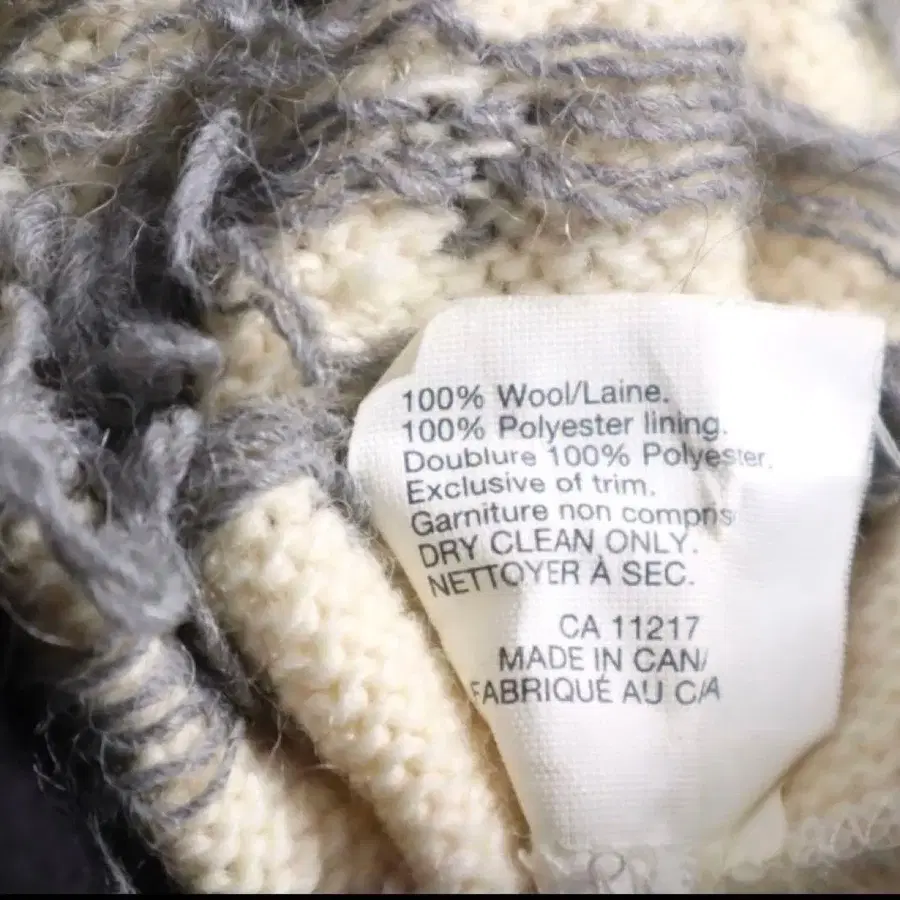 100% Wool/Laine.
100% Polyester lining.
Doublure 100% Polyester.
Exclusive of trim.
Garniture non compris
DRY CLEAN ONLY.
NETTOYER À SEC.
CA 11217
MADE IN CAN
FABRIQUÉ AU